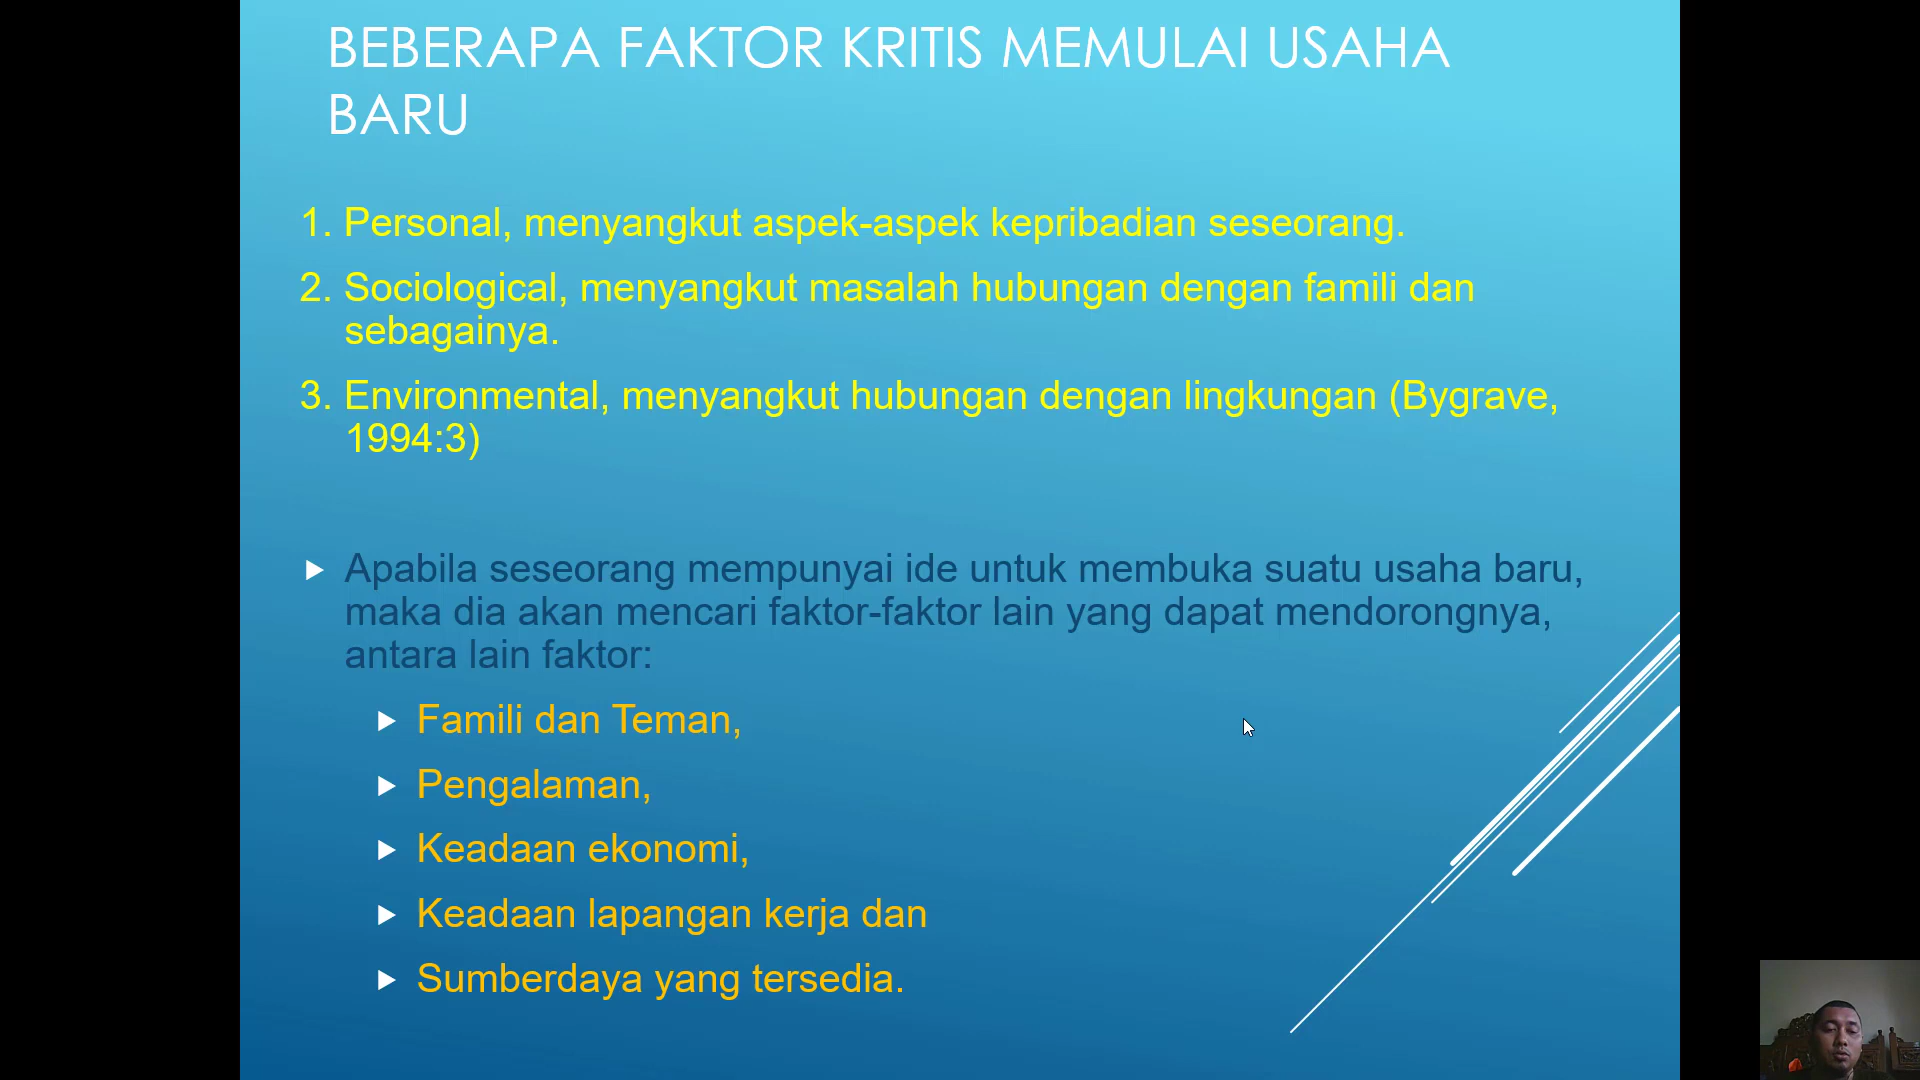 BEBERAPA FAKTOR KRITIS MEMULAI USAHA
BARU
1. Personal, menyangkut aspek-aspek kepribadian seseorang.
2. Sociological, menyangkut masalah hubungan dengan famili dan
sebagainya.
3. Environmental, menyangkut hubungan dengan lingkungan (Bygrave,
1994:3)
Apabila seseorang mempunyai ide untuk membuka suatu usaha baru,
maka dia akan mencari faktor-faktor lain yang dapat mendorongnya,
antara lain faktor:
Famili dan Teman,
Pengalaman,
Keadaan ekonomi,
Keadaan lapangan kerja dan
Sumberdaya yang tersedia.